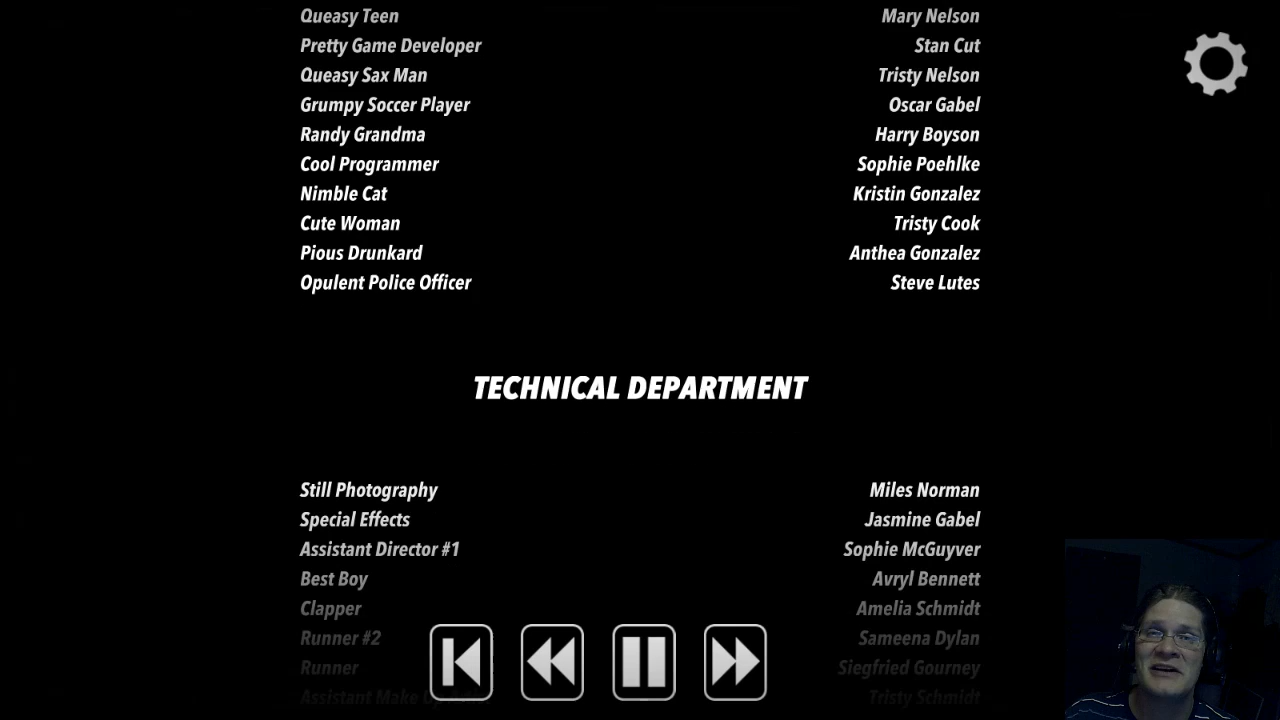 Queasy Teen Mary Nelson
Pretty Game Developer Stan Cut
Queasy Sax Man Tristy Nelson
Grumpy Soccer Player Oscar Gabel
Randy Grandma Harry Boyson
Cool Programmer Sophie Poehlke
Nimble Cat Kristin Gonzalez
Cute Woman Tristy Cook
Pious Drunkard Anthea Gonzalez
Opulent Police Officer Steve Lutes
TECHNICAL DEPARTMENT
Still Photography Miles Norman
Special Effects Jasmine Gabel
Assistant Director #1 Sophie McGuyver
Best Boy Avryl Bennett
Clapper Amelia Schmidt
Runner #2 Sameena Dylan
Runner Siegfried Gourney
Assistant Make Tristy Schmidt